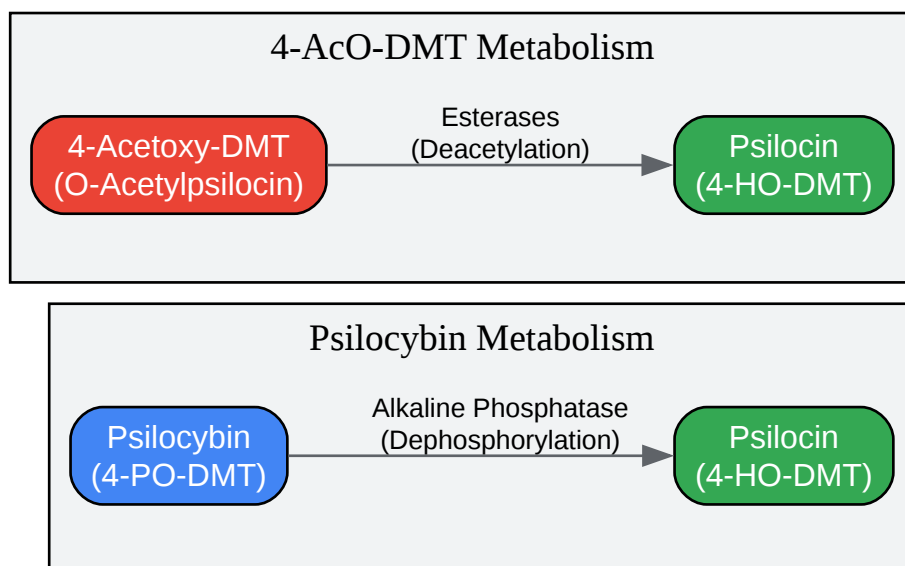 4-AcO-DMT Metabolism
4-Acetoxy-DMT
(O-Acetylpsilocin)
Esterases
(Deacetylation)
Psilocin
(4-HO-DMT)
Psilocybin Metabolism
Psilocybin
(4-PO-DMT)
Alkaline Phosphatase
(Dephosphorylation)
Psilocin
(4-HO-DMT)